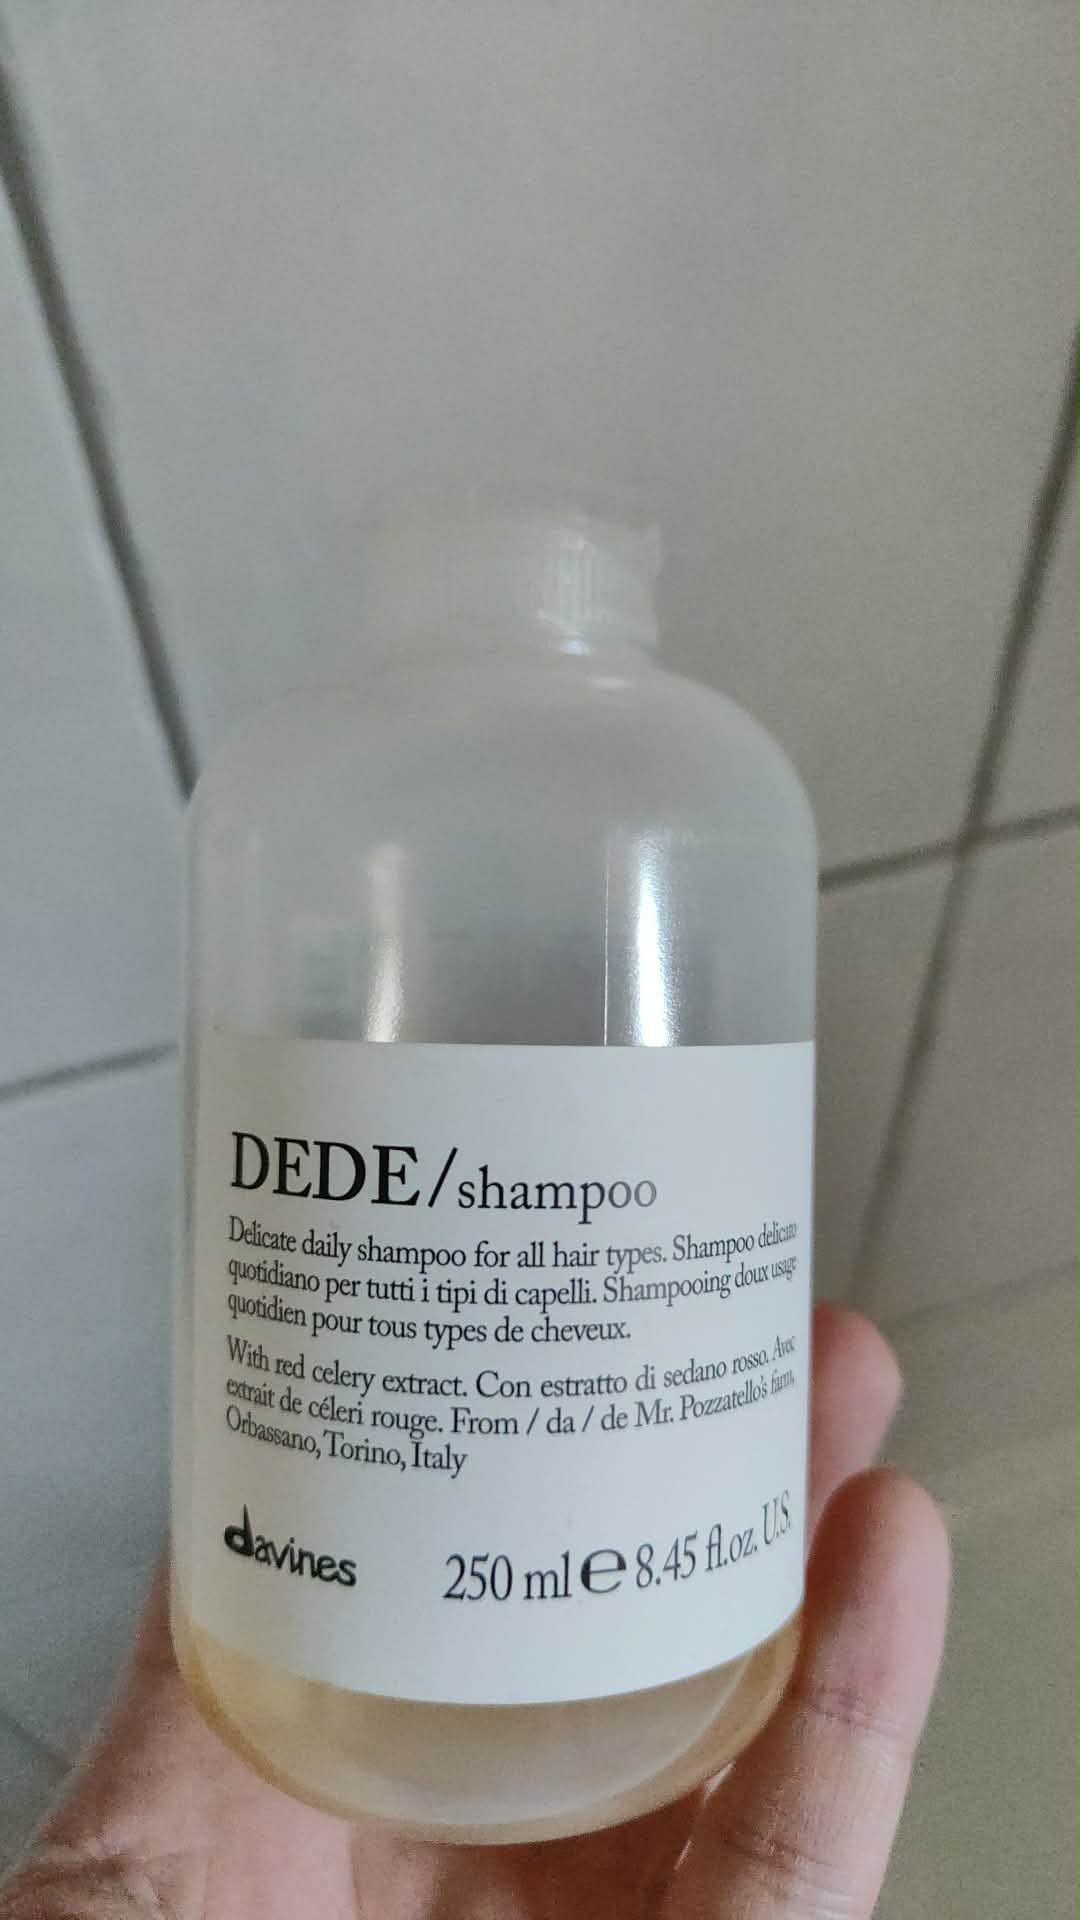 DEDE/shampoo
Delicate daily shampoo for all hair types. Shampoo delicato
quotidiano per tutti i tipi di capelli. Shampooing doux usage
quotidien pour tous types de cheveux.
With red celery extract. Con estratto di sedano rosso. Avec
extrait de céleri rouge. From / da / de Mr. Pozzatello's farm,
Orbassano, Torino, Italy
davines 250 ml e 8.45 fl.oz. U.S.